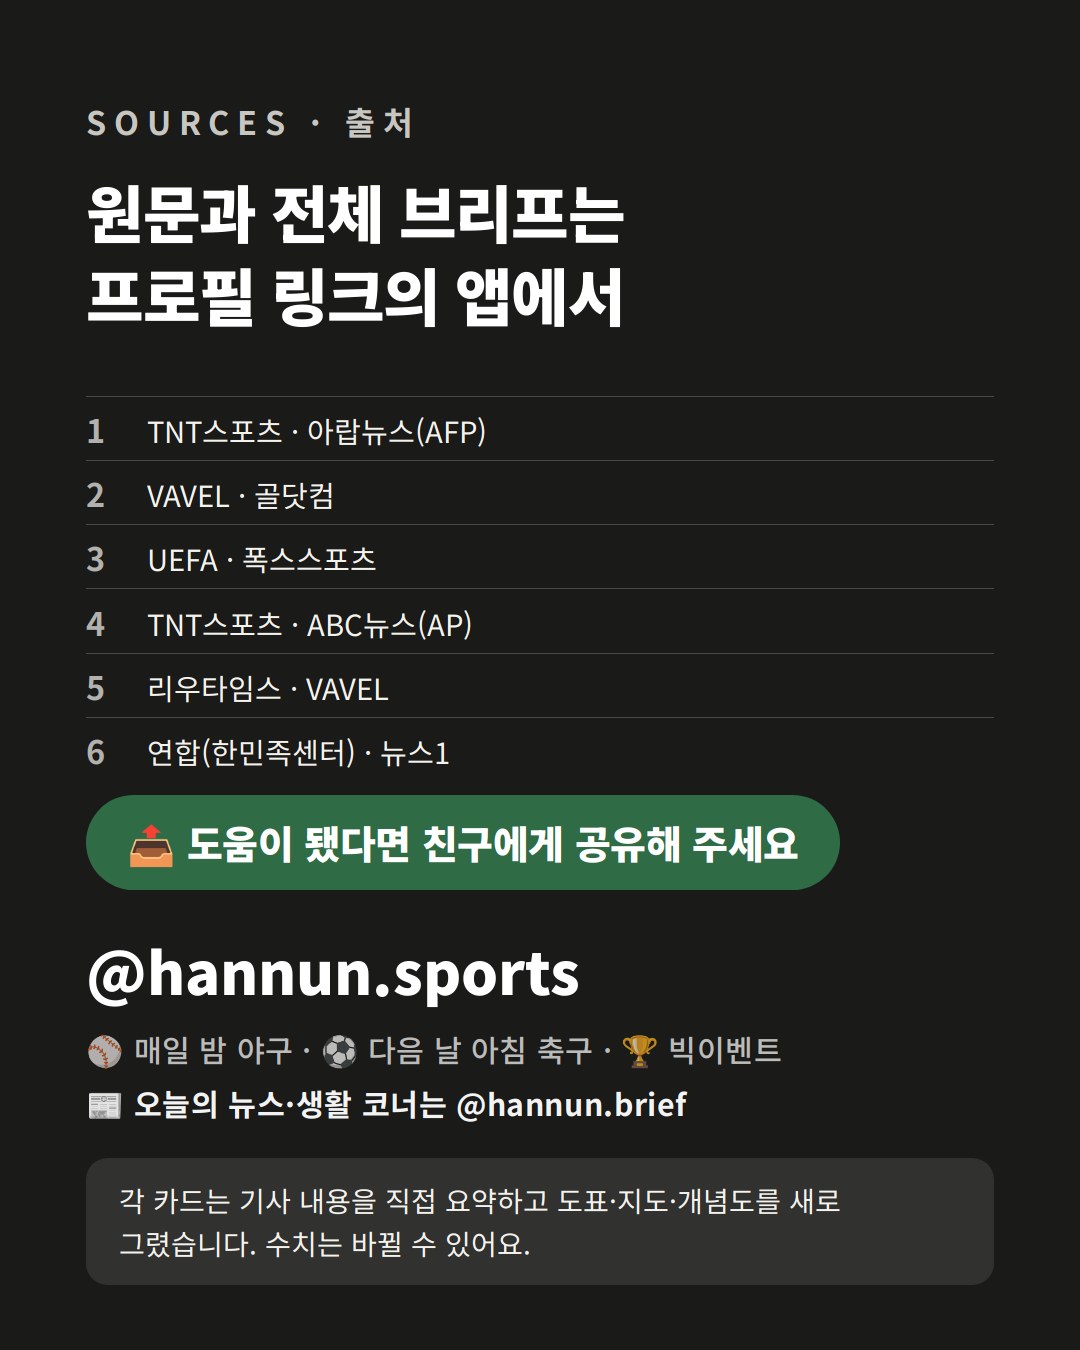 SOURCES · 출처
원문과 전체 브리프는
프로필 링크의 앱에서
1 TNT스포츠 · 아랍뉴스(AFP)
2 VAVEL · 골닷컴
3 UEFA · 폭스스포츠
4 TNT스포츠 · ABC뉴스(AP)
5 리우타임스 · VAVEL
6 연합(한민족센터) · 뉴스1
📤 도움이 됐다면 친구에게 공유해 주세요
@hannun.sports
⚾ 매일 밤 야구 · ⚽ 다음 날 아침 축구 · 🏆 빅이벤트
📰 오늘의 뉴스·생활 코너는 @hannun.brief
각 카드는 기사 내용을 직접 요약하고 도표·지도·개념도를 새로
그렸습니다. 수치는 바뀔 수 있어요.